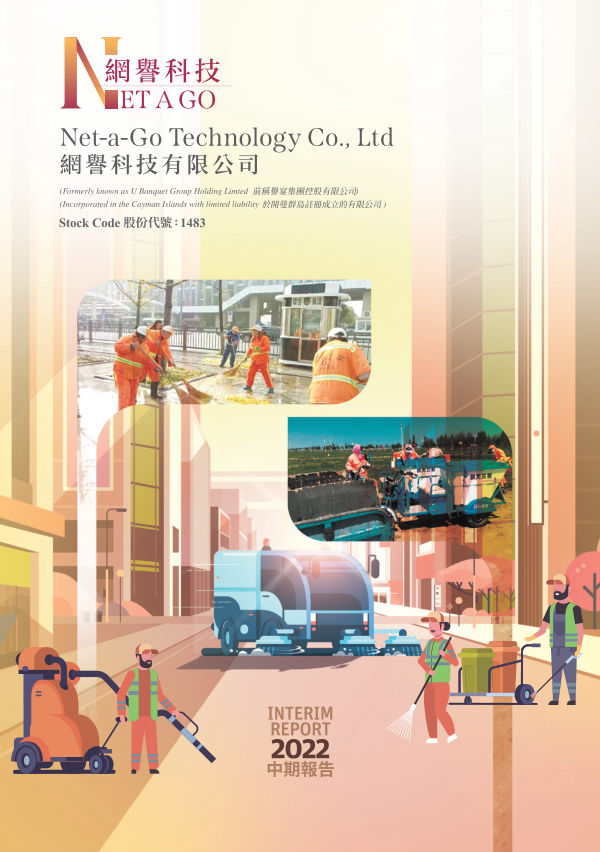 網譽科技
NET A GO
Net-a-Go Technology Co., Ltd
網譽科技有限公司
(Formerly known as U Banquet Group Holding Limted 前稱譽宴集團控股有限公司)
(Incorporated in the Cayman Islands with limited liability 於開曼群島註冊成立的有限公司)
Stock Code 股份代號：1483
INTERIM
REPORT
2022
中期報告